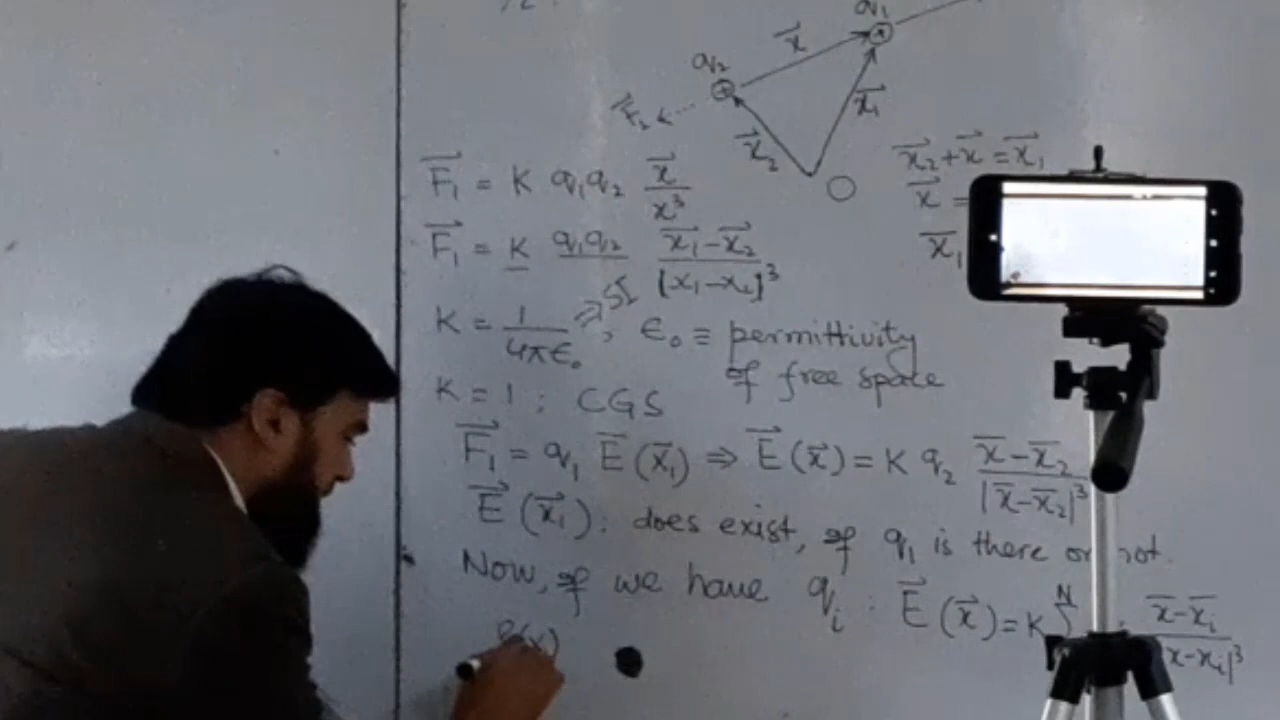 q₁
x⃗
q₂
F⃗₂
x⃗₁
x⃗₂
x⃗₂+x⃗ = x⃗₁
F⃗₁ = K q₁q₂ x⃗/x³
x⃗ =
F⃗₁ = K q₁q₂ (x⃗₁-x⃗₂)/|x₁-x₂|³
x̄₁
K = 1/4πϵ₀ ⇒ SI, ϵ₀ ≡ permittivity
of free space
K = 1 ; CGS
F⃗₁ = q₁ E⃗(x⃗₁) ⇒ E⃗(x⃗) = K q₂ (x̄-x̄₂)/|x̄-x̄₂|³
E⃗(x⃗₁): does exist, if q₁ is there or not.
Now, if we have qᵢ : E⃗(x⃗) = K Σ^N (x̄-x̄ᵢ)/|x-xᵢ|³
(x)